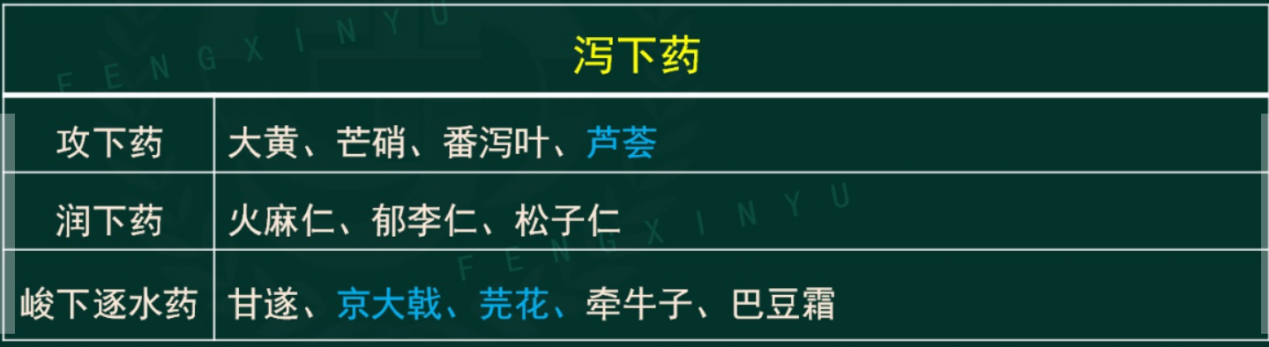 泻下药
攻下药 大黄、芒硝、番泻叶、芦荟
润下药 火麻仁、郁李仁、松子仁
峻下逐水药 甘遂、京大戟、芫花、牵牛子、巴豆霜
FENGXINYU
FENGXINYU